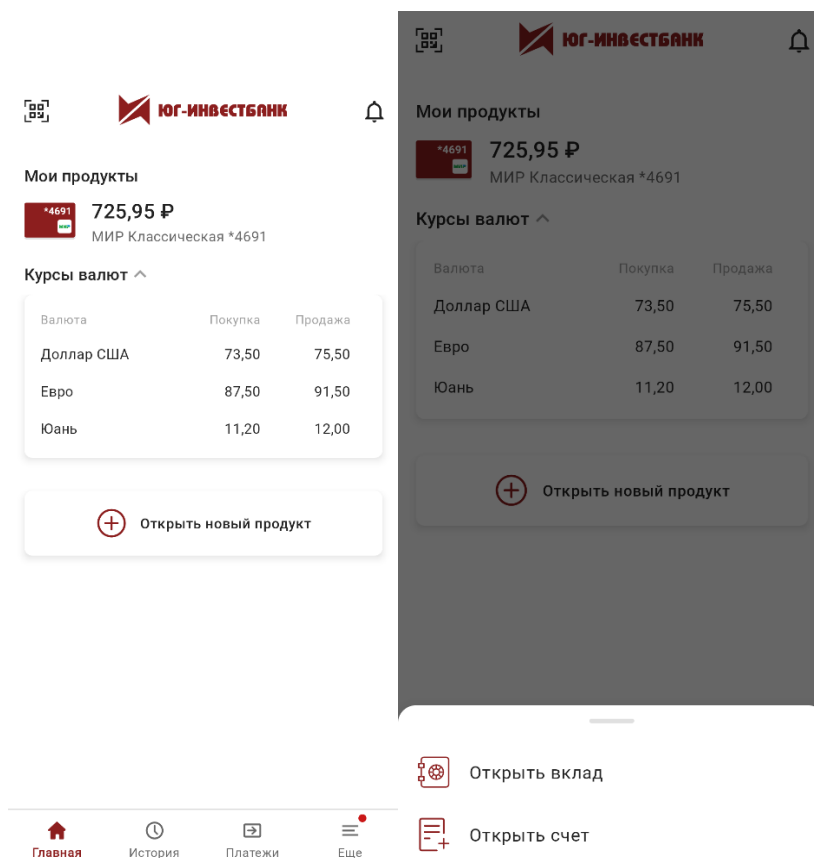 ЮГ-ИНВЕСТБАНК
Мои продукты
*4691
МИР
725,95 ₽
МИР Классическая *4691
Курсы валют
Валюта Покупка Продажа
Доллар США 73,50 75,50
Евро 87,50 91,50
Юань 11,20 12,00
Открыть новый продукт
Главная История Платежи Еще
ЮГ-ИНВЕСТБАНК
Мои продукты
*4691
МИР
725,95 ₽
МИР Классическая *4691
Курсы валют
Валюта Покупка Продажа
Доллар США 73,50 75,50
Евро 87,50 91,50
Юань 11,20 12,00
Открыть новый продукт
Открыть вклад
Открыть счет